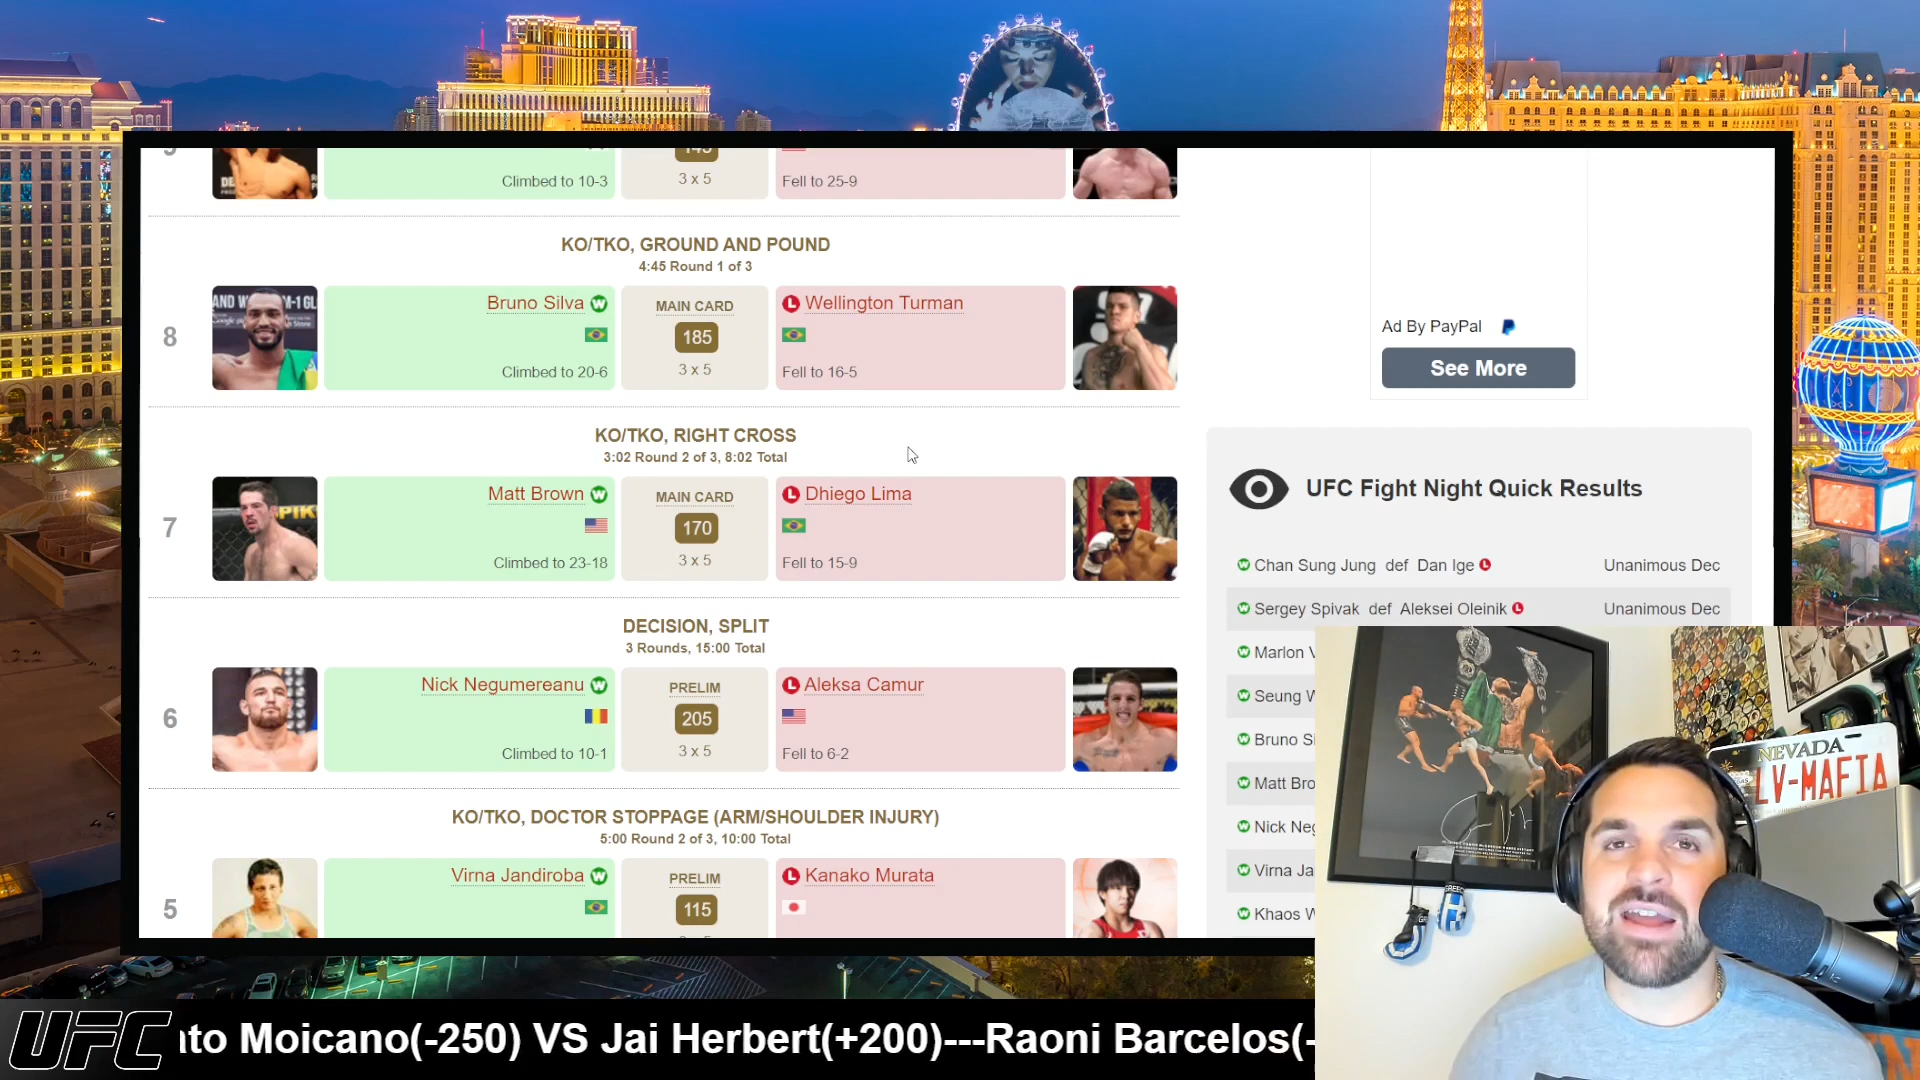 145
Climbed to 10-3
3 x 5
Fell to 25-9
KO/TKO, GROUND AND POUND
4:45 Round 1 of 3
8
Bruno Silva W
MAIN CARD
L Wellington Turman
185
Climbed to 20-6
3 x 5
Fell to 16-5
KO/TKO, RIGHT CROSS
3:02 Round 2 of 3, 8:02 Total
7
Matt Brown W
MAIN CARD
L Dhiego Lima
170
Climbed to 23-18
3 x 5
Fell to 15-9
DECISION, SPLIT
3 Rounds, 15:00 Total
6
Nick Negumereanu W
PRELIM
L Aleksa Camur
205
Climbed to 10-1
3 x 5
Fell to 6-2
KO/TKO, DOCTOR STOPPAGE (ARM/SHOULDER INJURY)
5:00 Round 2 of 3, 10:00 Total
5
Virna Jandiroba W
PRELIM
L Kanako Murata
115
Ad By PayPal
See More
UFC Fight Night Quick Results
W Chan Sung Jung def Dan Ige L Unanimous Dec
W Sergey Spivak def Aleksei Oleinik L Unanimous Dec
W Marlon V
W Seung W
W Bruno Si
W Matt Bro
W Nick Neg
W Virna Ja
W Khaos W
NEVADA
LV-MAFIA
UFC
ato Moicano(-250) VS Jai Herbert(+200)---Raoni Barcelos(-